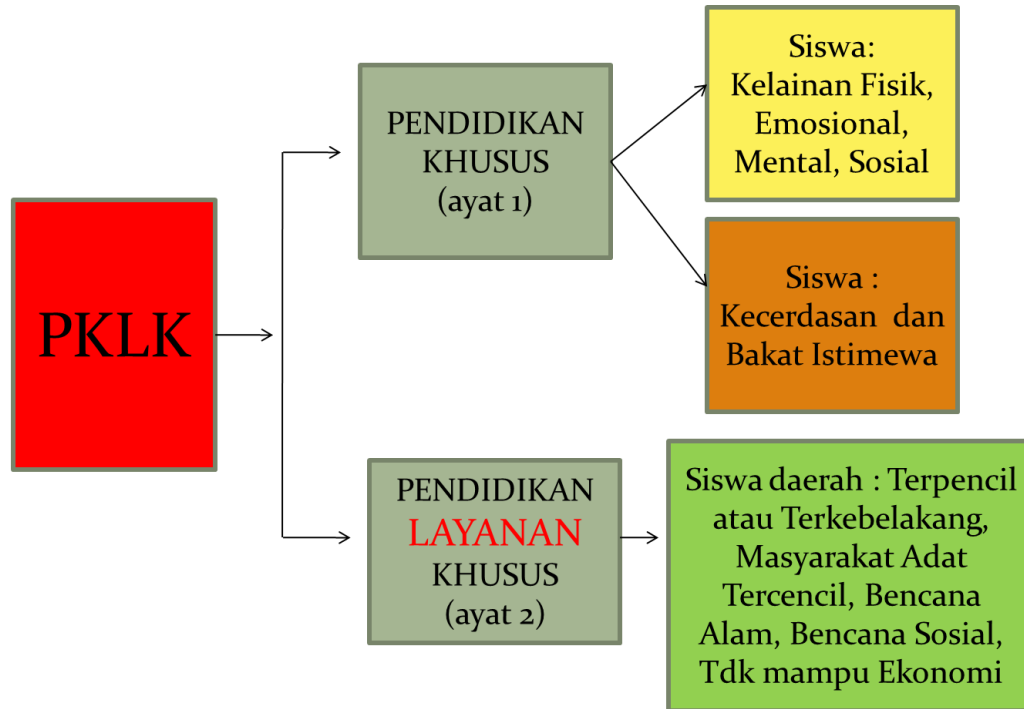 PKLK
PENDIDIKAN
KHUSUS
(ayat 1)
Siswa:
Kelainan Fisik,
Emosional,
Mental, Sosial
Siswa :
Kecerdasan dan
Bakat Istimewa
PENDIDIKAN
LAYANAN
KHUSUS
(ayat 2)
Siswa daerah : Terpencil
atau Terkebelakang,
Masyarakat Adat
Tercencil, Bencana
Alam, Bencana Sosial,
Tdk mampu Ekonomi